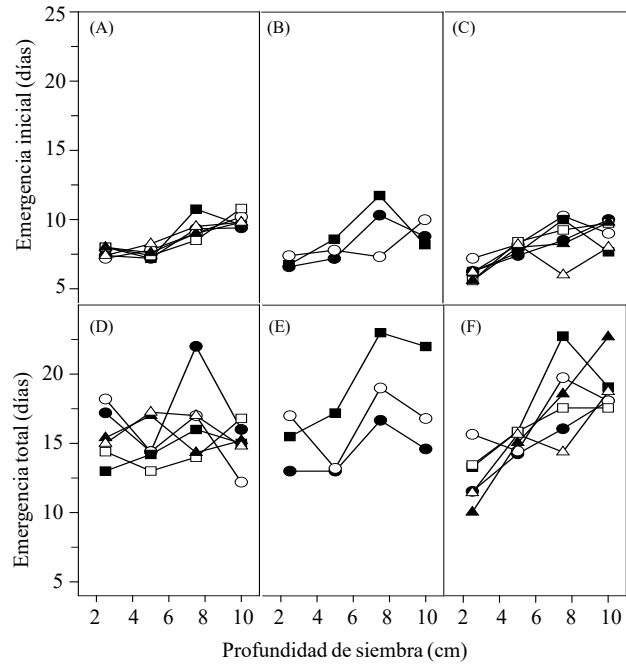 Emergencia inicial (días)
25
20
15
10
5
(A)
(B)
(C)
Emergencia total (días)
20
15
10
5
(D)
(E)
(F)
2 4 6 8 10 2 4 6 8 10 2 4 6 8 10
Profundidad de siembra (cm)